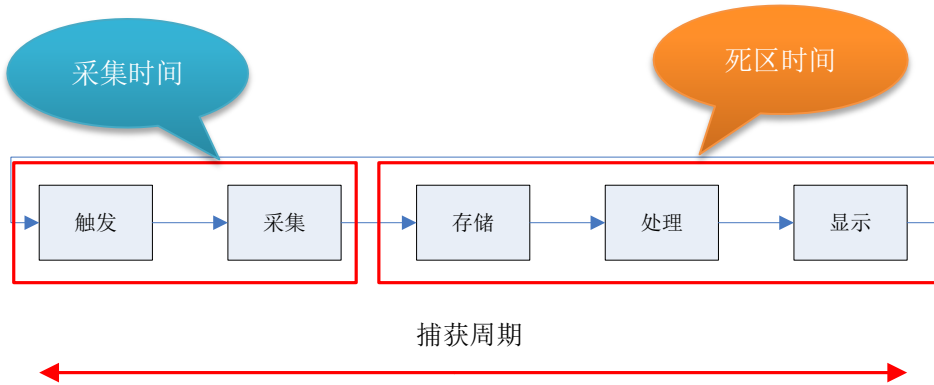 采集时间
死区时间
触发
采集
存储
处理
显示
捕获周期